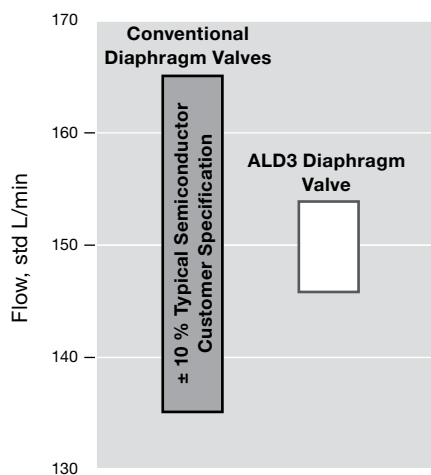 170
Conventional
Diaphragm Valves
160
ALD3 Diaphragm
Valve
150
140
130
Flow, std L/min
± 10 % Typical Semiconductor
Customer Specification